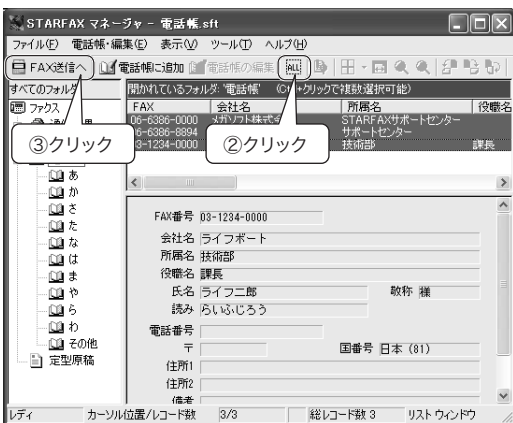 STARFAX マネージャ - 電話帳.sft
ファイル(F) 電話帳・編集(E) 表示(V) ツール(T) ヘルプ(H)
FAX送信へ 電話帳に追加 電話帳の編集 ALL
すべてのフォル
開かれているフォルダ: '電話帳' (Ctrl+クリックで複数選択可能)
ファクス
FAX 会社名 所属名 役職名
06-6386-0000 メガソフト株式会 STARFAXサポートセンター
06-6386-8894 サポートセンター
03-1234-0000 技術部 課長
③クリック
②クリック
あ
か
さ
た
な
は
ま
や
ら
わ
その他
定型原稿
FAX番号 03-1234-0000
会社名 ライフボート
所属名 技術部
役職名 課長
氏名 ライフ二郎 敬称 様
読み らいふじろう
電話番号
〒 国番号 日本 (81)
住所1
住所2
備考
レディ カーソル位置/レコード数 3/3 総レコード数 3 リスト ウィンドウ